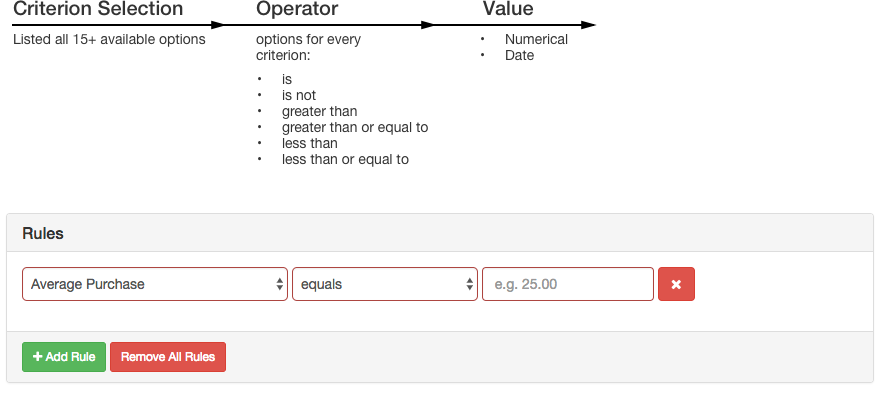 Criterion Selection
Operator
Value
Listed all 15+ available options
options for every
criterion:
• is
• is not
• greater than
• greater than or equal to
• less than
• less than or equal to
• Numerical
• Date
Rules
Average Purchase
equals
e.g. 25.00
Add Rule
Remove All Rules